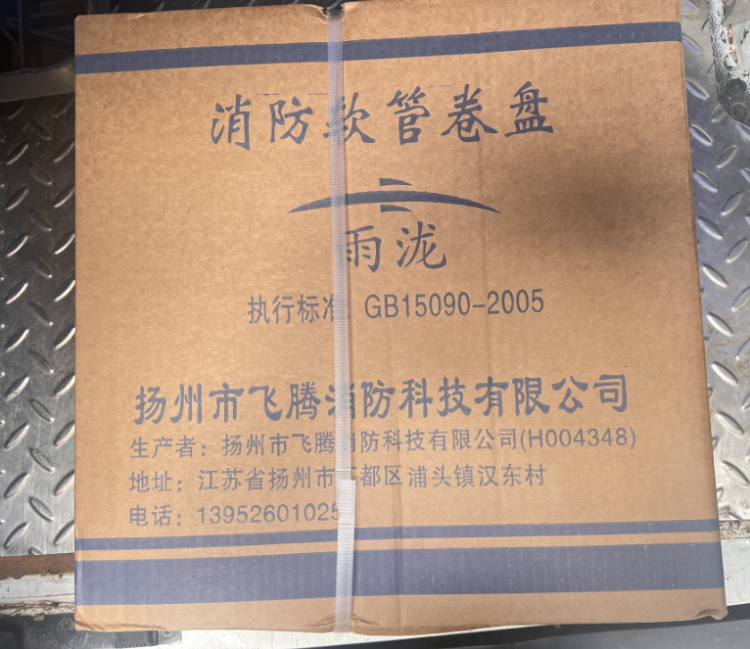 消防软管卷盘
雨泷
执行标准 GB15090-2005
扬州市飞腾消防科技有限公司
生产者：扬州市飞腾消防科技有限公司(H004348)
地址：江苏省扬州市江都区浦头镇汉东村
电话：13952601025